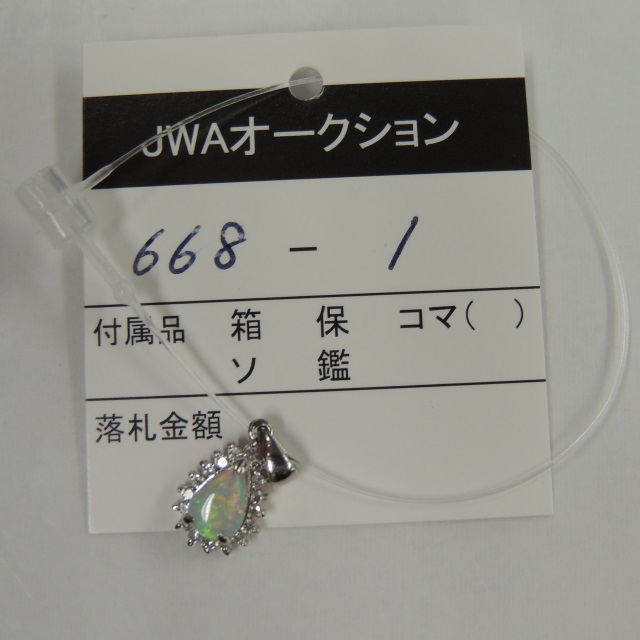 JWAオークション
668 - 1
付属品 箱 保 コマ( )
ソ 鑑
落札金額